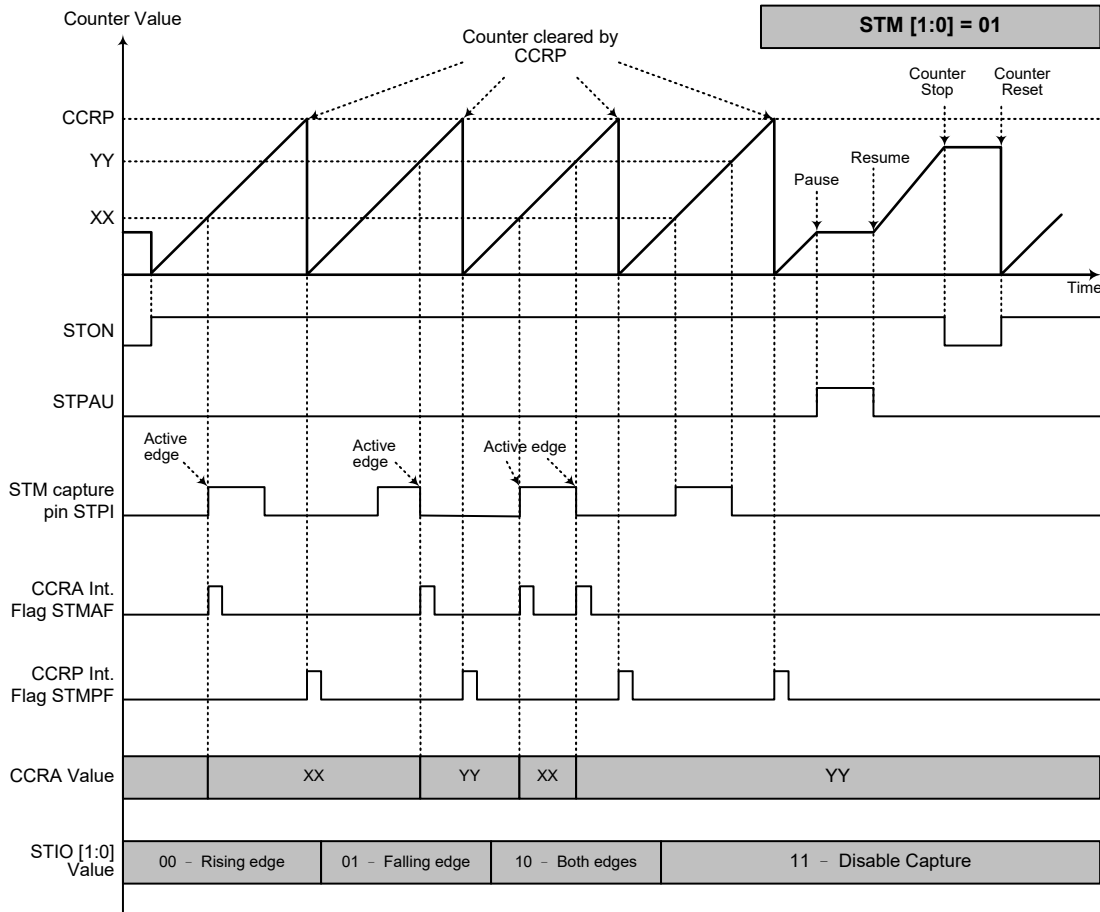 Counter Value
STM [1:0] = 01
Counter cleared by
CCRP
Counter
Stop
Counter
Reset
CCRP
YY
Resume
Pause
XX
Time
STON
STPAU
Active
edge
Active
edge
Active edge
STM capture
pin STPI
CCRA Int.
Flag STMAF
CCRP Int.
Flag STMPF
CCRA Value
XX
YY
XX
YY
STIO [1:0]
Value
00 – Rising edge
01 – Falling edge
10 – Both edges
11 – Disable Capture